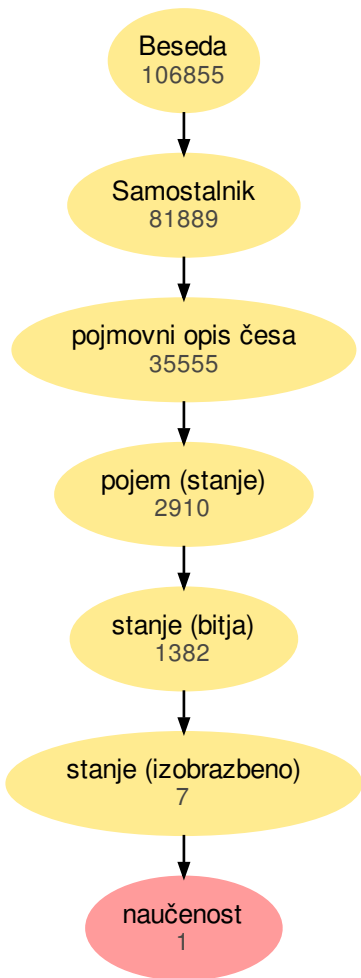 Beseda
106855
Samostalnik
81889
pojmovni opis česa
35555
pojem (stanje)
2910
stanje (bitja)
1382
stanje (izobrazbeno)
7
naučenost
1